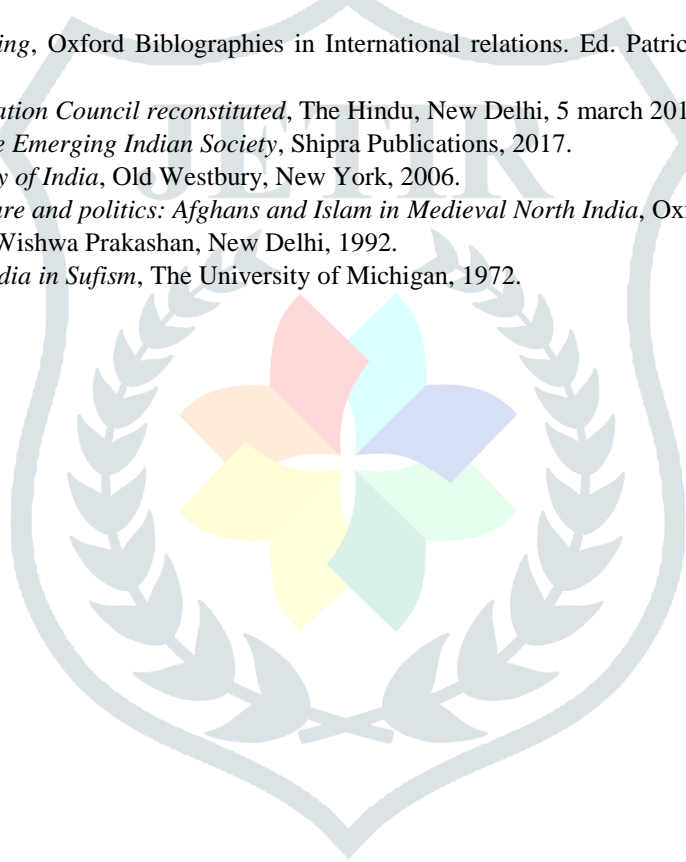 ing, Oxford Biblographies in International relations. Ed. Patric
ation Council reconstituted, The Hindu, New Delhi, 5 march 201
e Emerging Indian Society, Shipra Publications, 2017.
y of India, Old Westbury, New York, 2006.
ure and politics: Afghans and Islam in Medieval North India, Ox
Wishwa Prakashan, New Delhi, 1992.
dia in Sufism, The University of Michigan, 1972.
JETIR